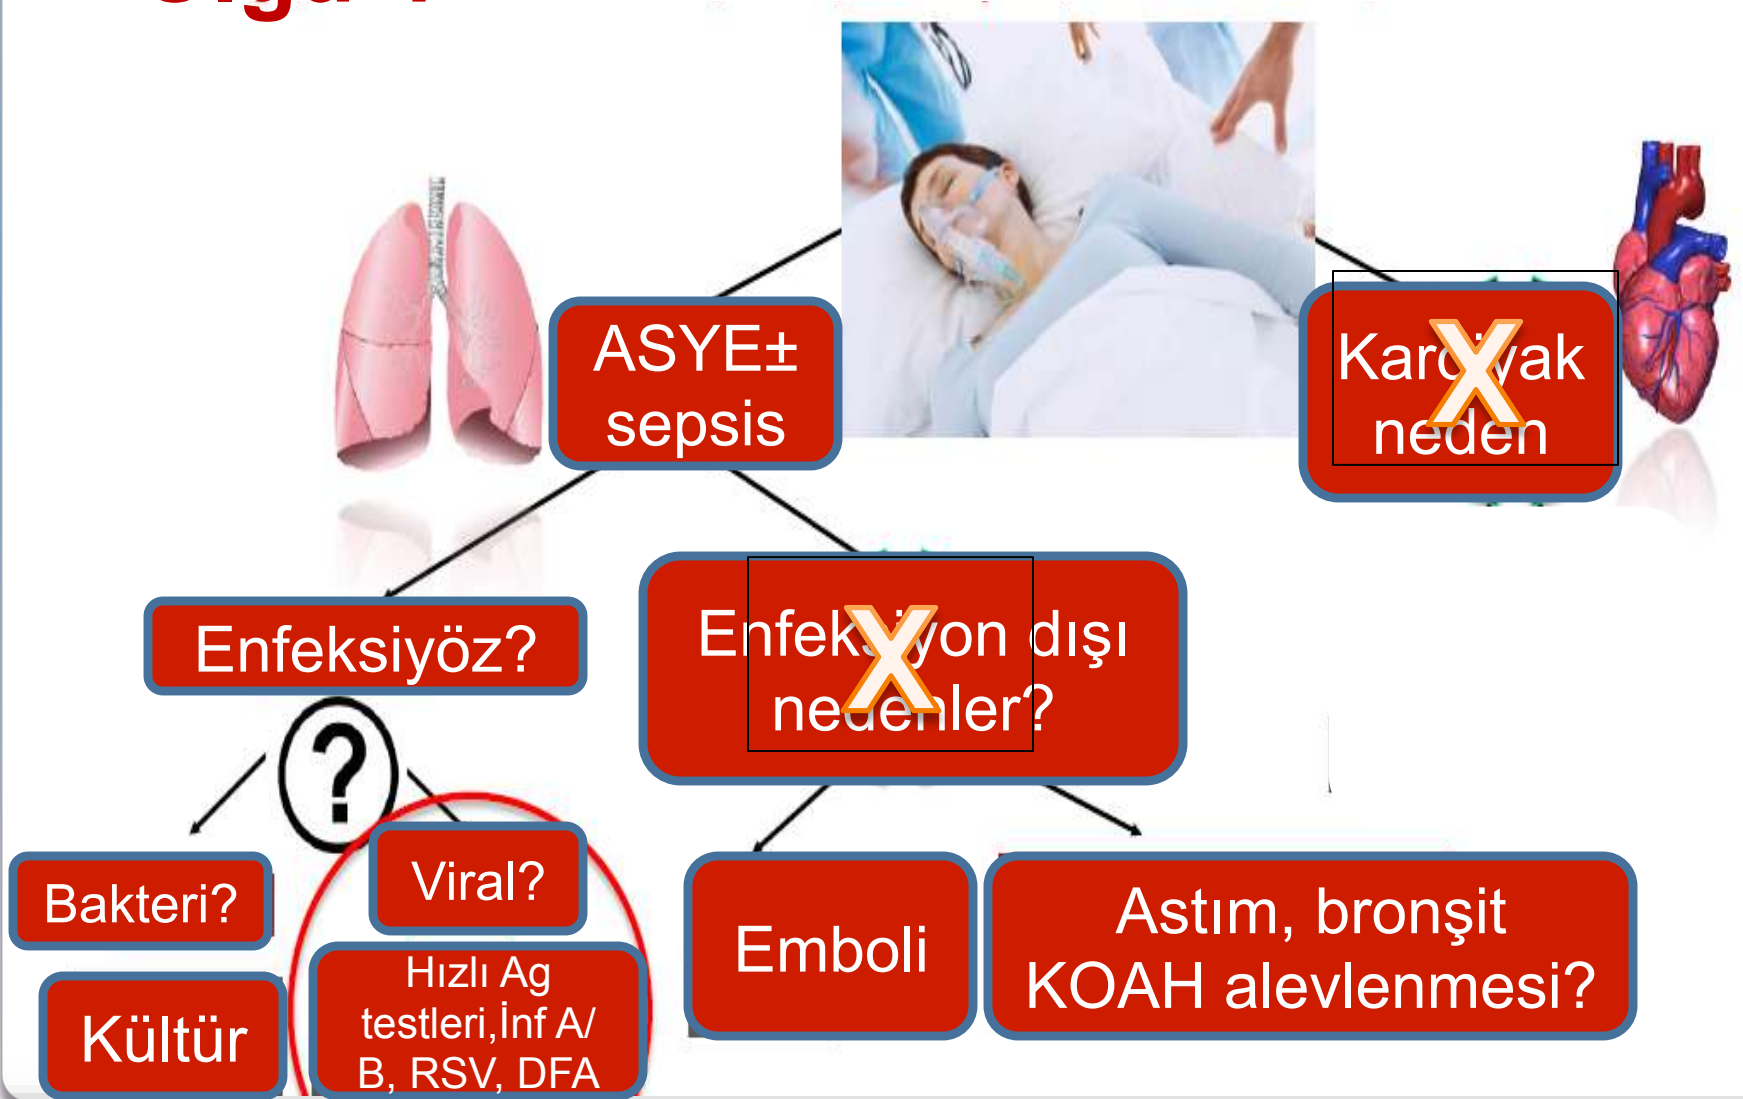 ASYE±
sepsis
Kardiyak
neden
X
Enfeksiyöz?
Enfeksiyon dışı
nedenler?
X
?
Bakteri?
Viral?
Kültür
Hızlı Ag
testleri,İnf A/
B, RSV, DFA
Emboli
Astım, bronşit
KOAH alevlenmesi?